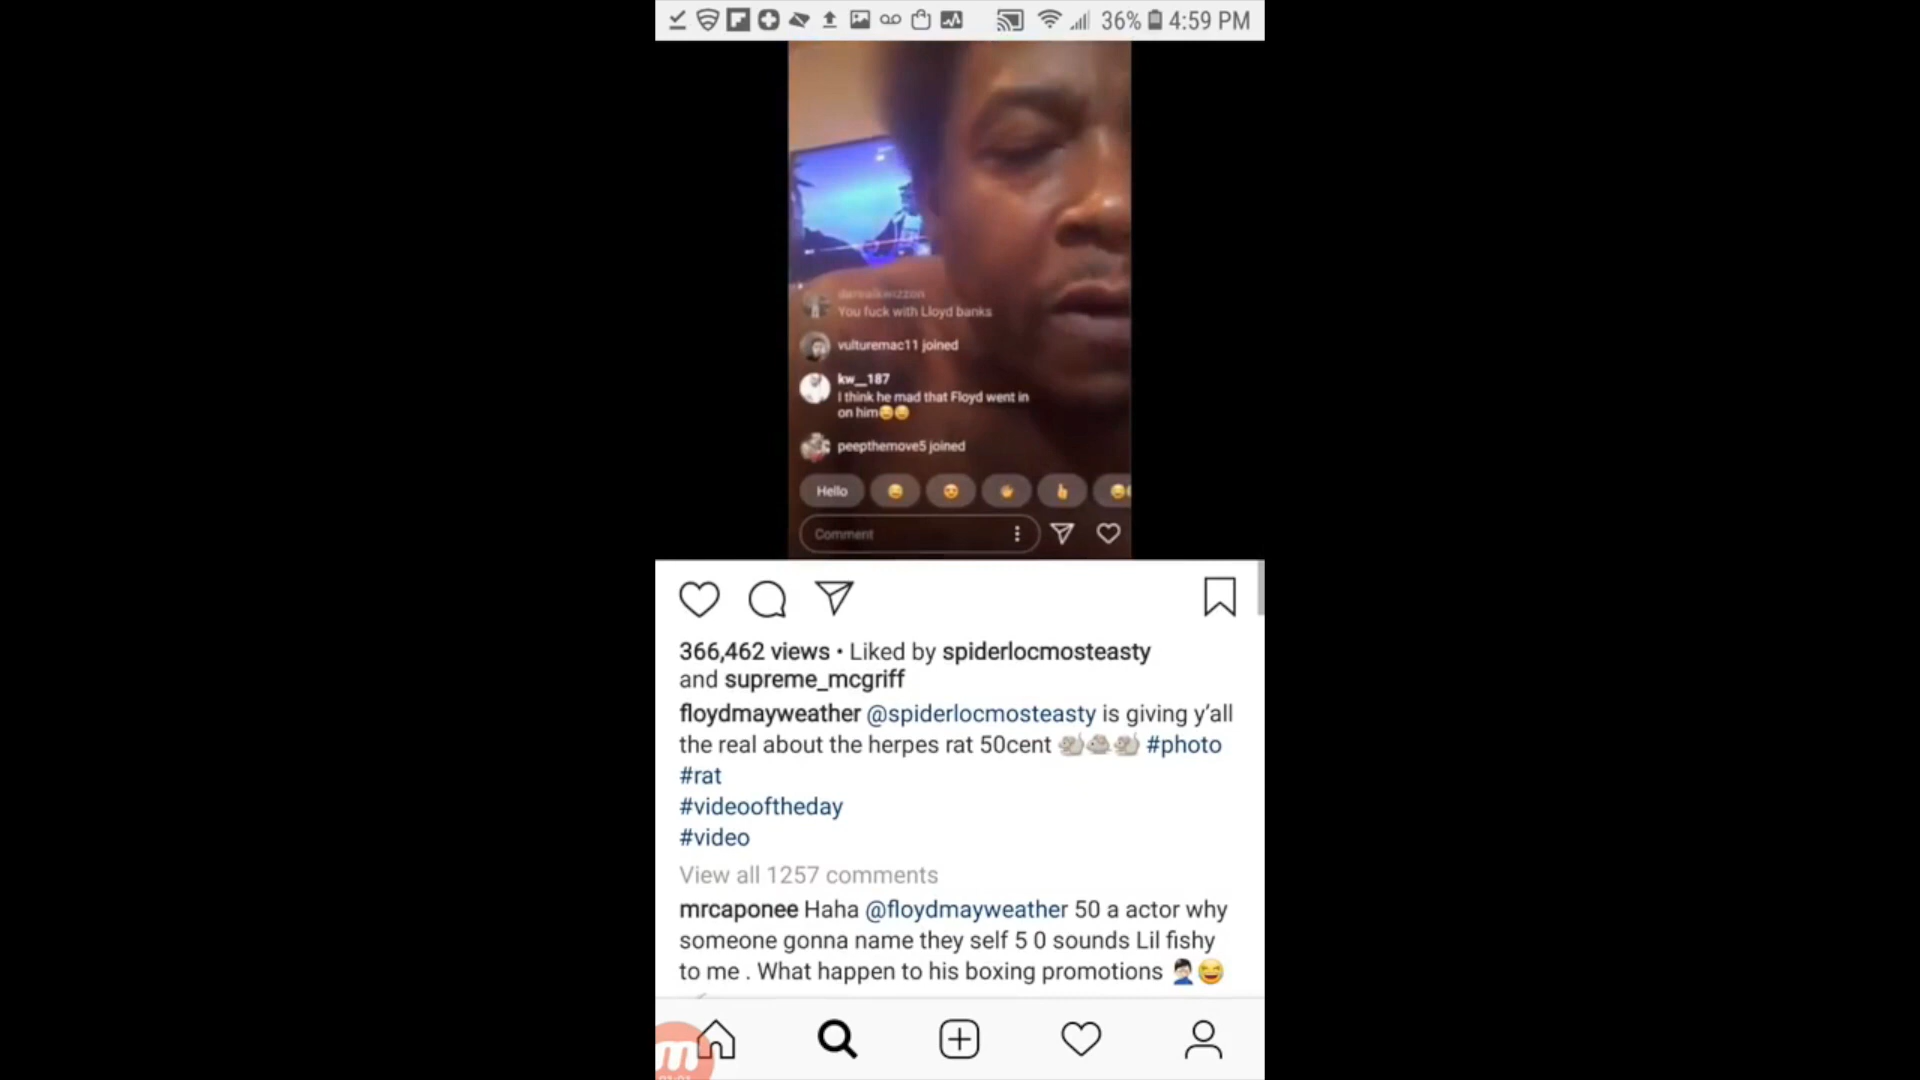 36% 4:59 PM
You fuck with Lloyd banks
vulturemac11 joined
kw__187
I think he mad that Floyd went in
on him😂😂
peepthemove5 joined
Hello
Comment
366,462 views • Liked by spiderlocmosteasty
and supreme_mcgriff
floydmayweather @spiderlocmosteasty is giving y'all
the real about the herpes rat 50cent 🐀🐀🐀 #photo
#rat
#videooftheday
#video
View all 1257 comments
mrcaponee Haha @floydmayweather 50 a actor why
someone gonna name they self 5 0 sounds Lil fishy
to me . What happen to his boxing promotions 🤦🏻‍♂️😂